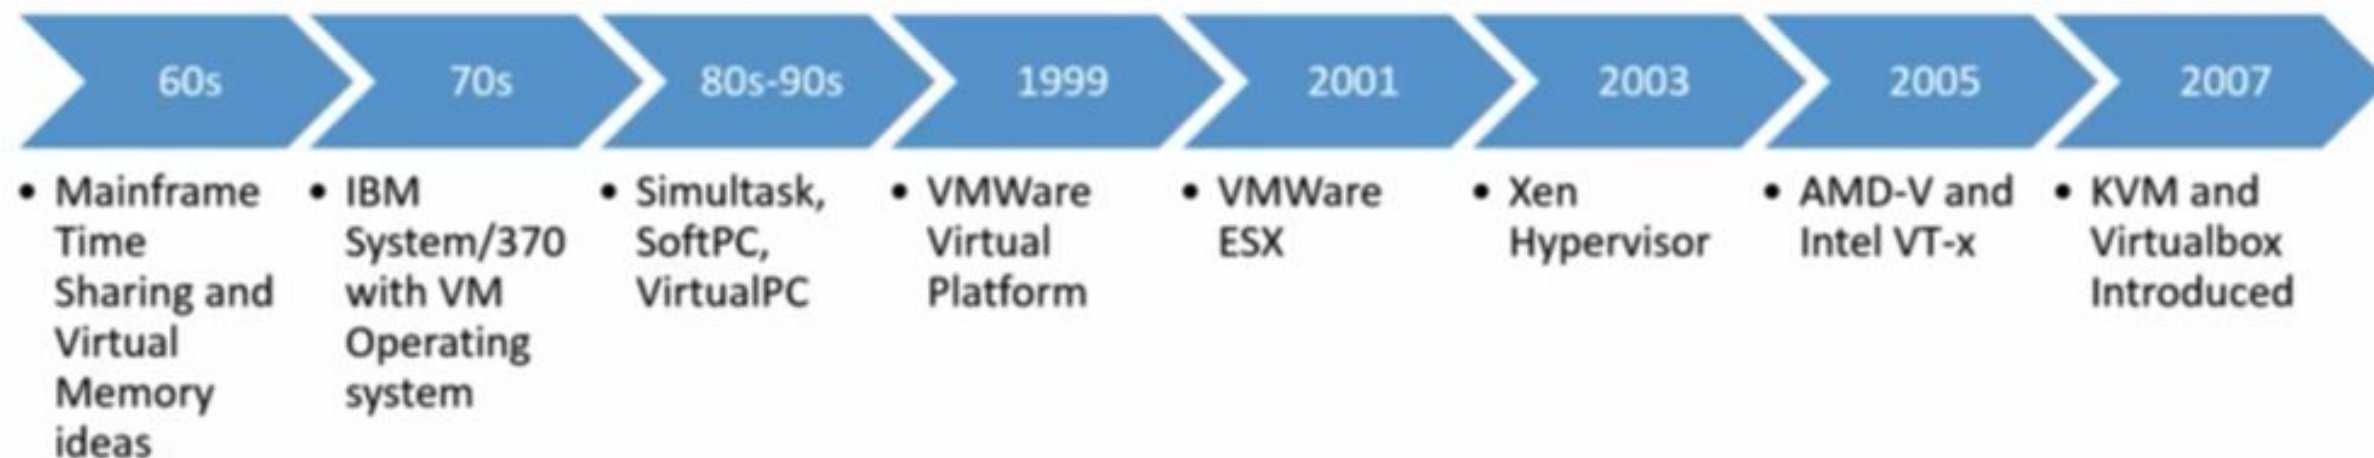 60s
70s
80s-90s
1999
2001
2003
2005
2007
• Mainframe
Time
Sharing and
Virtual
Memory
ideas
• IBM
System/370
with VM
Operating
system
• Simultask,
SoftPC,
VirtualPC
• VMWare
Virtual
Platform
• VMWare
ESX
• Xen
Hypervisor
• AMD-V and
Intel VT-x
• KVM and
Virtualbox
Introduced